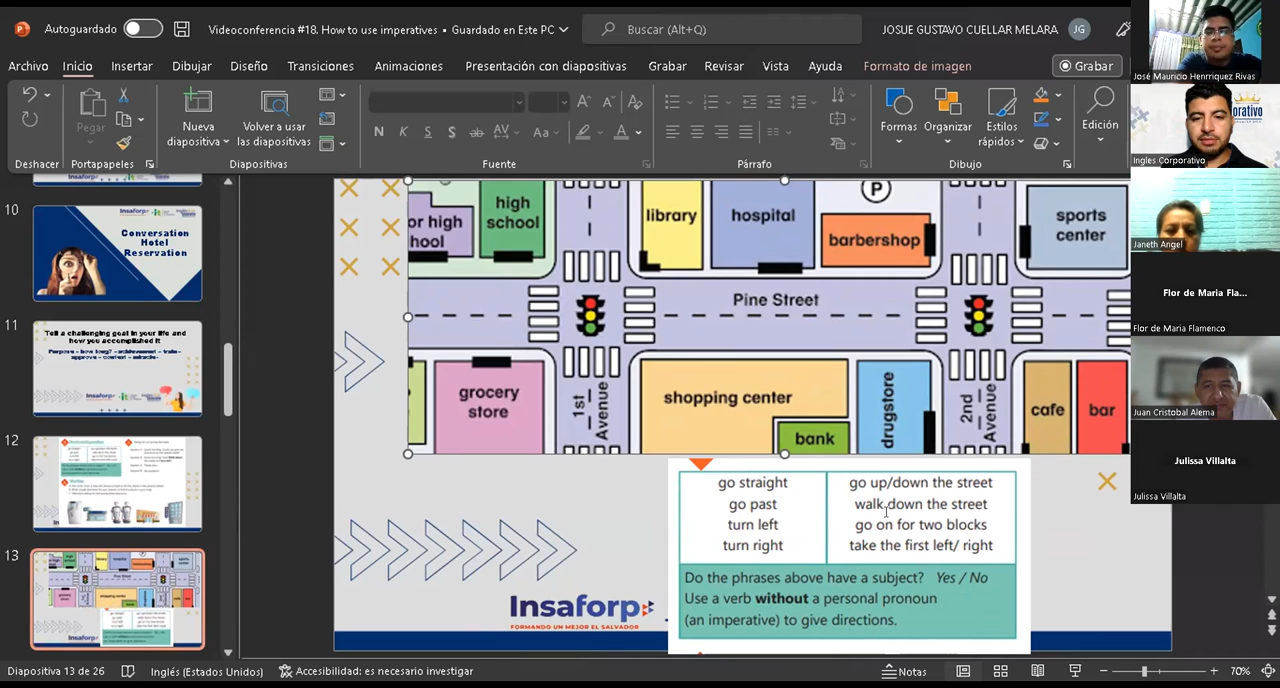 Autoguardado
Videoconferencia #18. How to use imperatives • Guardado en Este PC
Buscar (Alt+Q)
JOSUE GUSTAVO CUELLAR MELARA
JG
Archivo Inicio Insertar Dibujar Diseño Transiciones Animaciones Presentación con diapositivas Grabar Revisar Vista Ayuda Formato de imagen
Grabar
Pegar
Nueva diapositiva
Volver a usar las diapositivas
N K S S ab AV Aa A
Formas
Organizar
Estilos rápidos
Edición
Deshacer
Portapapeles
Diapositivas
Fuente
Párrafo
Dibujo
10
Insaforp
Conversation
Hotel
Reservation
11
Tell a challenging goal in your life and
how you accomplished it
12
13
or high
hool
high
school
library
hospital
barbershop
P
sports
center
Pine Street
grocery
store
1st
Avenue
shopping center
bank
drugstore
2nd
Avenue
cafe
bar
go straight
go past
turn left
turn right
go up/down the street
walk down the street
go on for two blocks
take the first left/ right
Do the phrases above have a subject? Yes / No
Use a verb without a personal pronoun
(an imperative) to give directions.
Insaforp
FORMANDO UN MEJOR EL SALVADOR
José Mauricio Henrriquez Rivas
orativo
Ingles Corporativo
Janeth Angel
Flor de Maria Fla...
Flor de Maria Flamenco
Juan Cristobal Alema
Julissa Villalta
Julissa Villalta
Diapositiva 13 de 26
Inglés (Estados Unidos)
Accesibilidad: es necesario investigar
Notas
70%